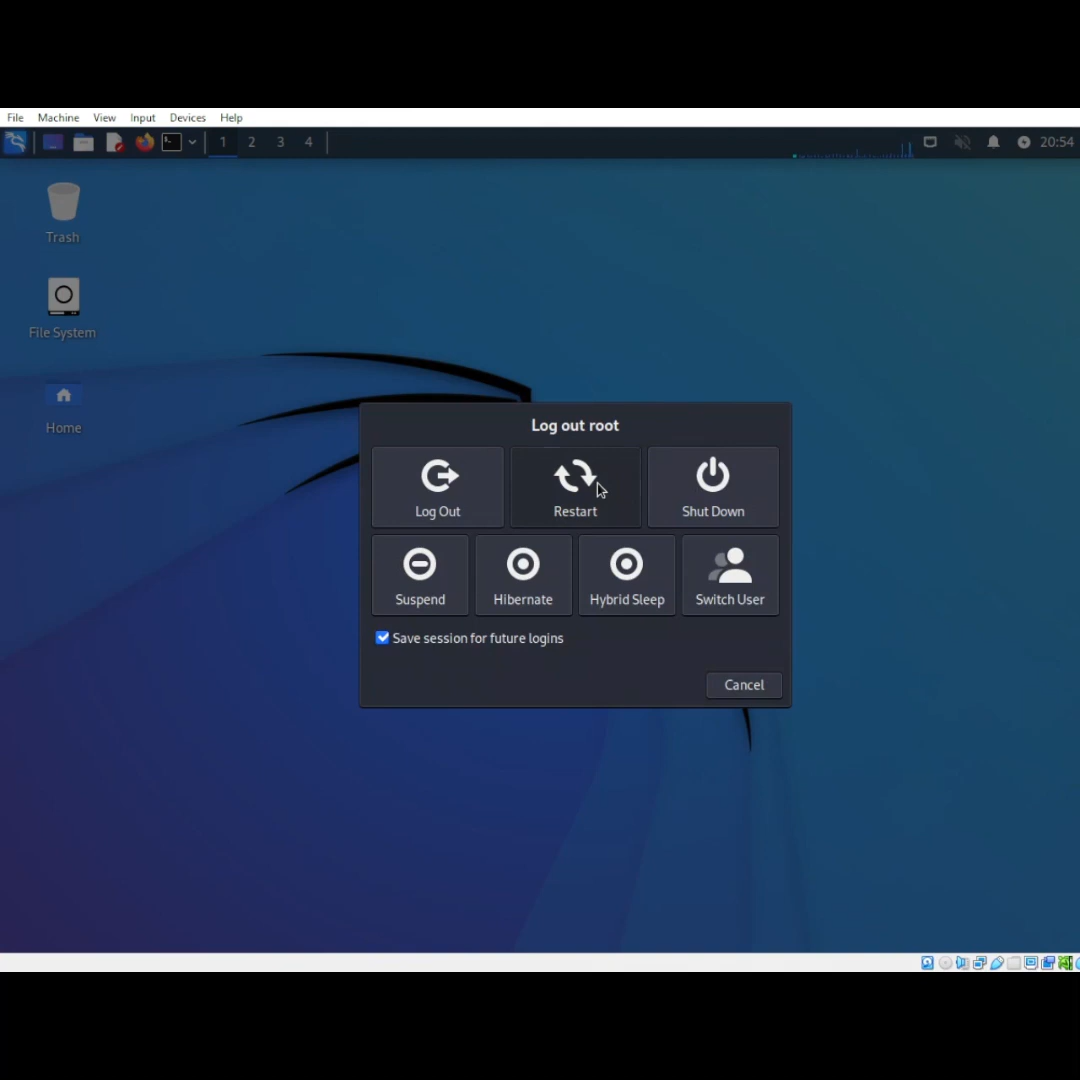 File Machine View Input Devices Help
1 2 3 4 20:54
Trash
File System
Home
Log out root
Log Out Restart Shut Down
Suspend Hibernate Hybrid Sleep Switch User
Save session for future logins
Cancel